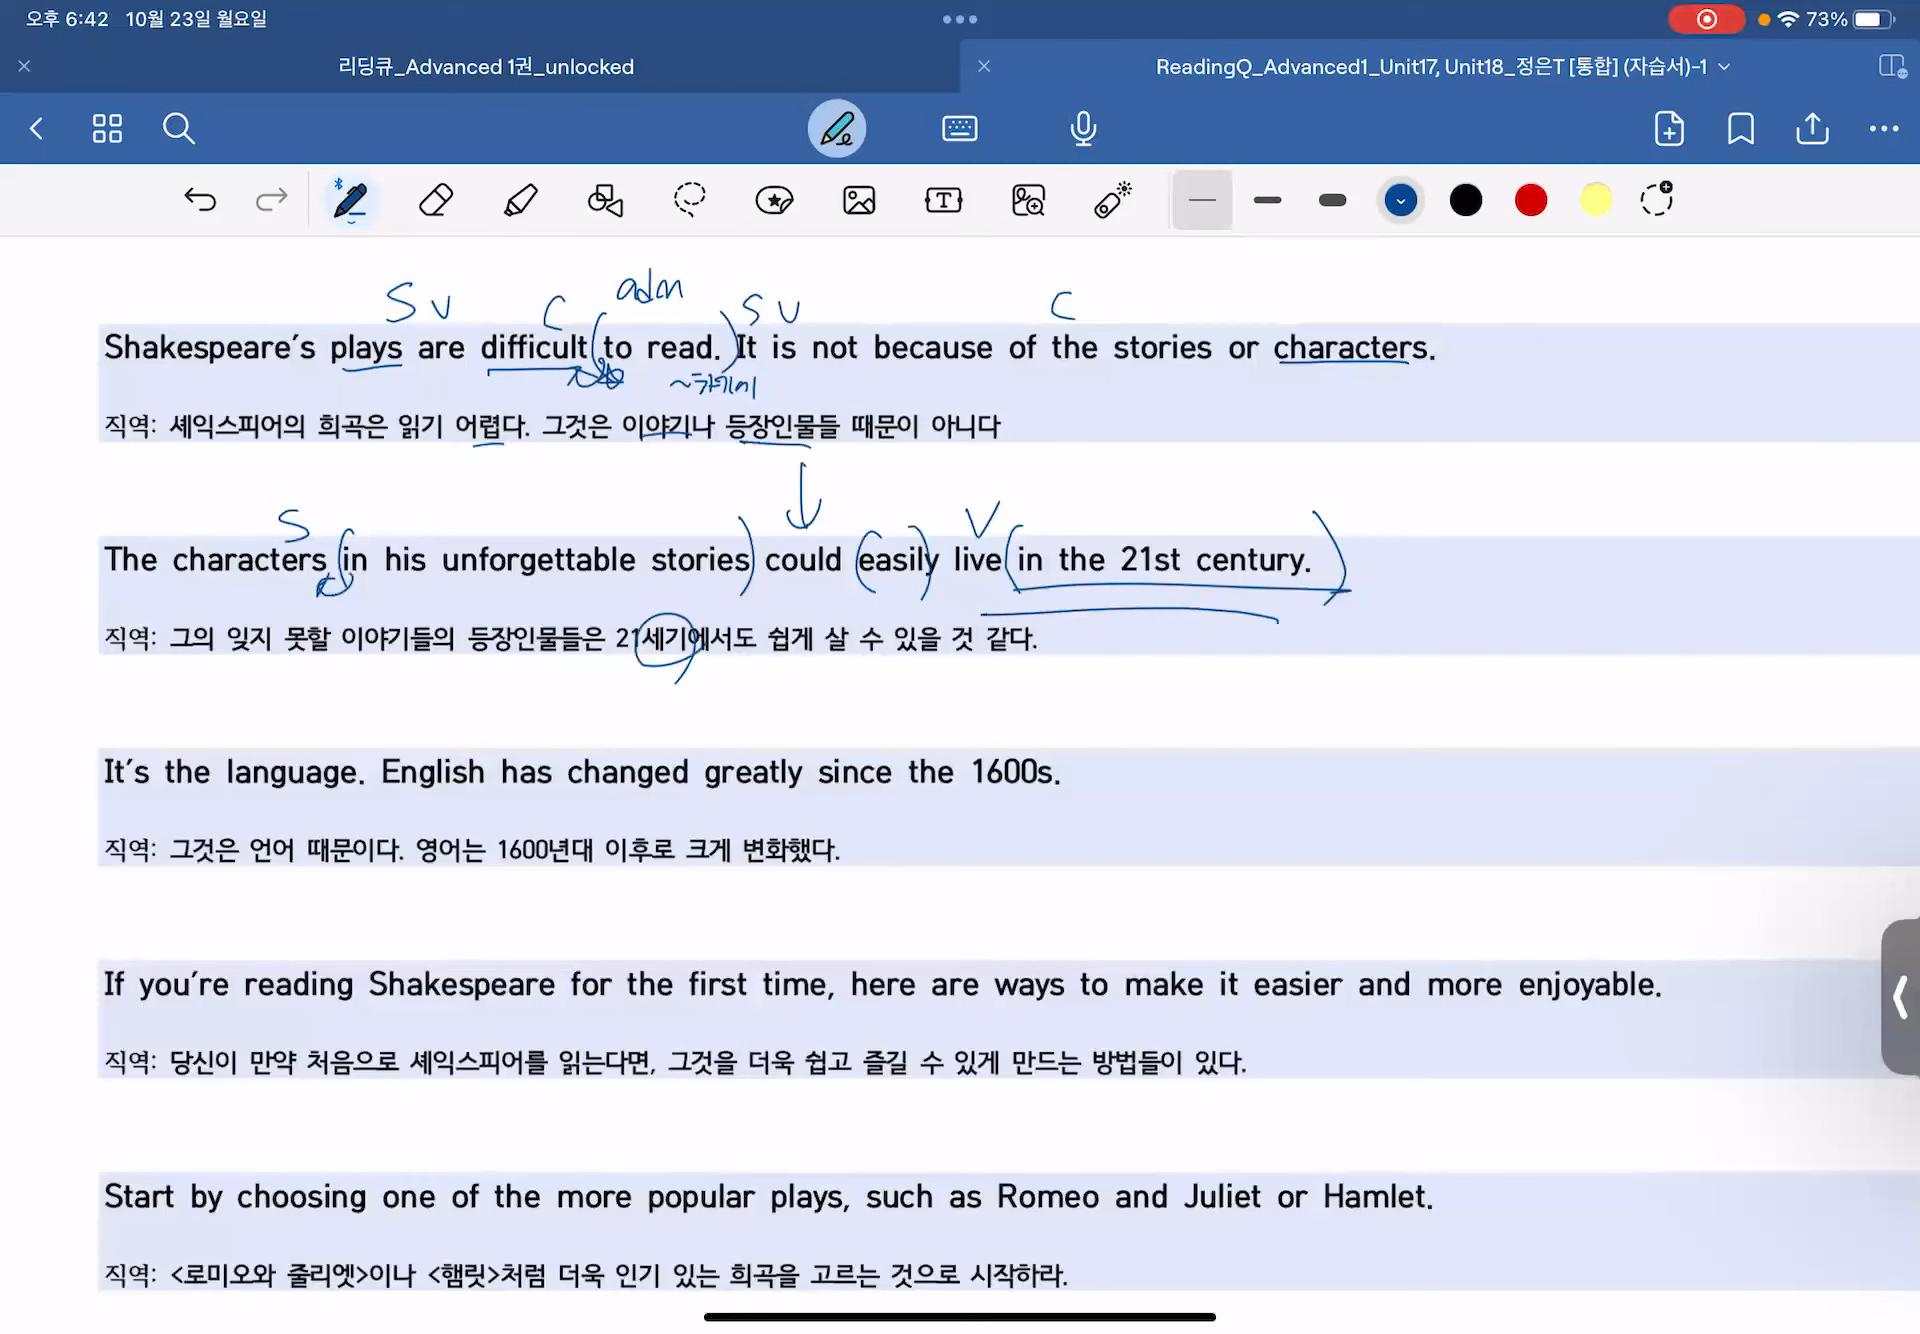 오후 6:42 10월 23일 월요일 73%
리딩큐_Advanced 1권_unlocked ReadingQ_Advanced1_Unit17, Unit18_정은T [통합] (자습서)-1
S V C adm S V C
Shakespeare's plays are difficult to read. It is not because of the stories or characters.
~하기에
직역: 셰익스피어의 희곡은 읽기 어렵다. 그것은 이야기나 등장인물들 때문이 아니다
S V
The characters in his unforgettable stories could easily live in the 21st century.
직역: 그의 잊지 못할 이야기들의 등장인물들은 21세기에서도 쉽게 살 수 있을 것 같다.
It's the language. English has changed greatly since the 1600s.
직역: 그것은 언어 때문이다. 영어는 1600년대 이후로 크게 변화했다.
If you're reading Shakespeare for the first time, here are ways to make it easier and more enjoyable.
직역: 당신이 만약 처음으로 셰익스피어를 읽는다면, 그것을 더욱 쉽고 즐길 수 있게 만드는 방법들이 있다.
Start by choosing one of the more popular plays, such as Romeo and Juliet or Hamlet.
직역: <로미오와 줄리엣>이나 <햄릿>처럼 더욱 인기 있는 희곡을 고르는 것으로 시작하라.